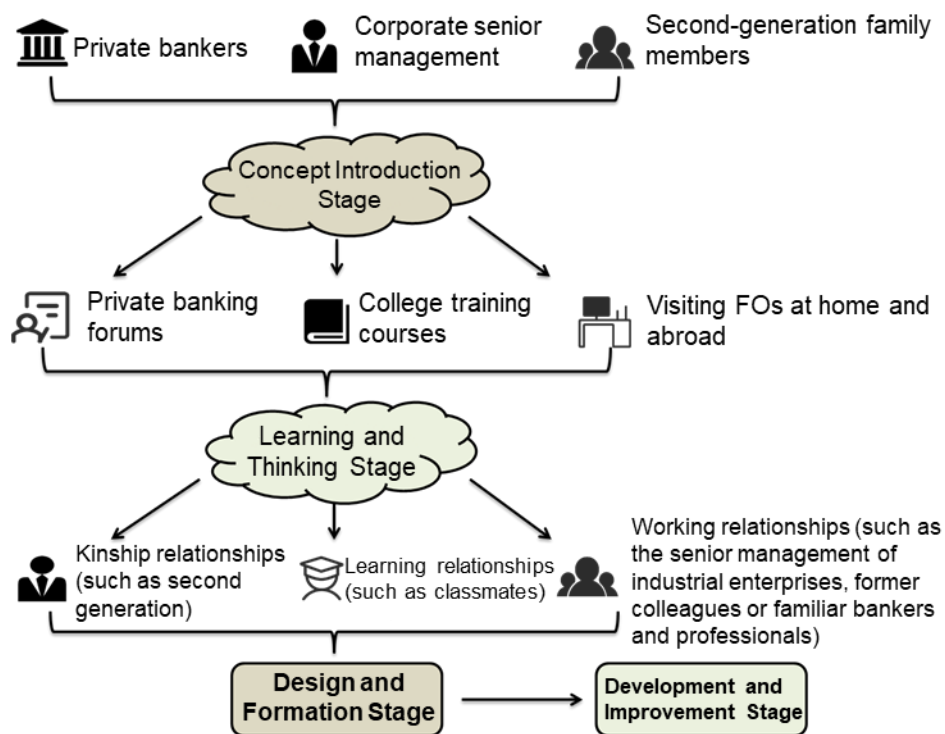 Private bankers
Corporate senior
management
Second-generation family
members
Concept Introduction
Stage
Private banking
forums
College training
courses
Visiting FOs at home and
abroad
Learning and
Thinking Stage
Kinship relationships
(such as second
generation)
Learning relationships
(such as classmates)
Working relationships (such as
the senior management of
industrial enterprises, former
colleagues or familiar bankers
and professionals)
Design and
Formation Stage
Development and
Improvement Stage